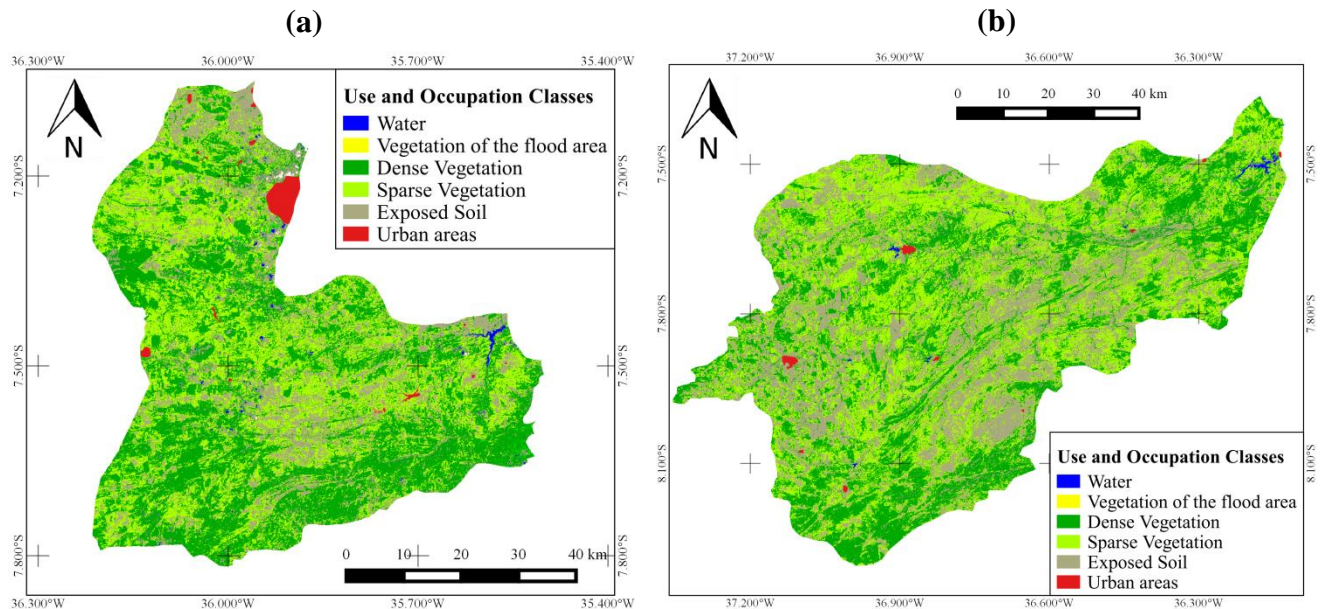 (a)
(b)
36.300°W 36.000°W 35.700°W 35.400°W
37.200°W 36.900°W 36.600°W 36.300°W
Use and Occupation Classes
Water
Vegetation of the flood area
Dense Vegetation
Sparse Vegetation
Exposed Soil
Urban areas
N
7.200°S
7.200°S
7.500°S
7.500°S
7.800°S
7.800°S
0 10 20 30 40 km
36.300°W 36.000°W 35.700°W 35.400°W
0 10 20 30 40 km
N
7.500°S
7.500°S
7.800°S
7.800°S
8.100°S
8.100°S
Use and Occupation Classes
Water
Vegetation of the flood area
Dense Vegetation
Sparse Vegetation
Exposed Soil
Urban areas
37.200°W 36.900°W 36.600°W 36.300°W